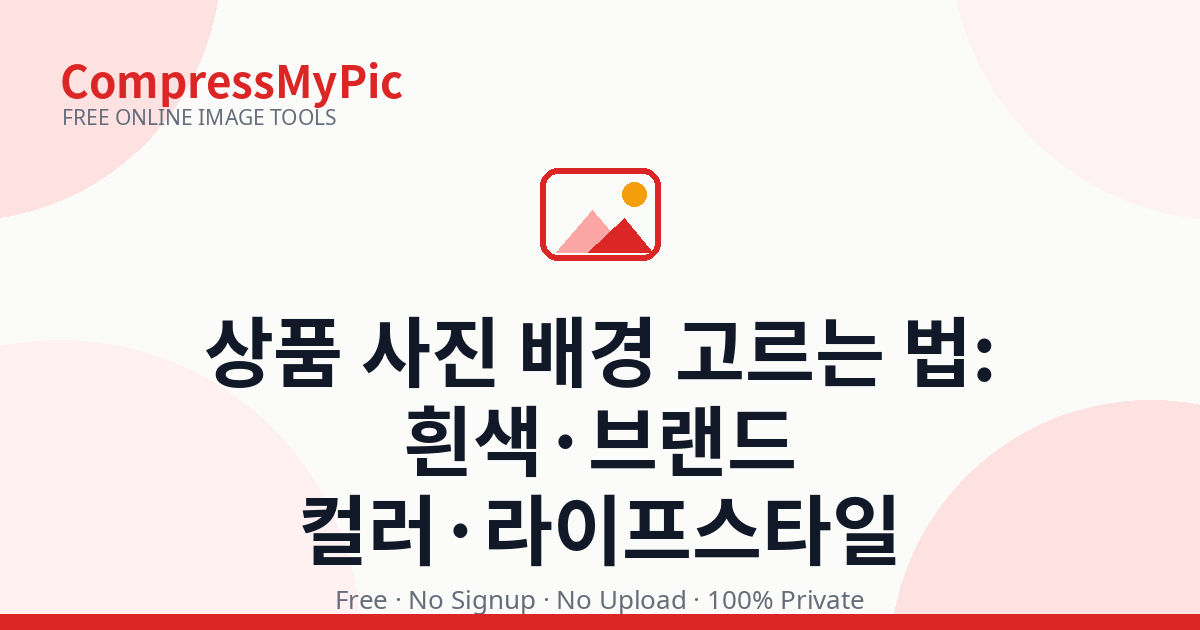 CompressMyPic
FREE ONLINE IMAGE TOOLS
상품 사진 배경 고르는 법:
흰색·브랜드
컬러·라이프스타일
Free · No Signup · No Upload · 100% Private